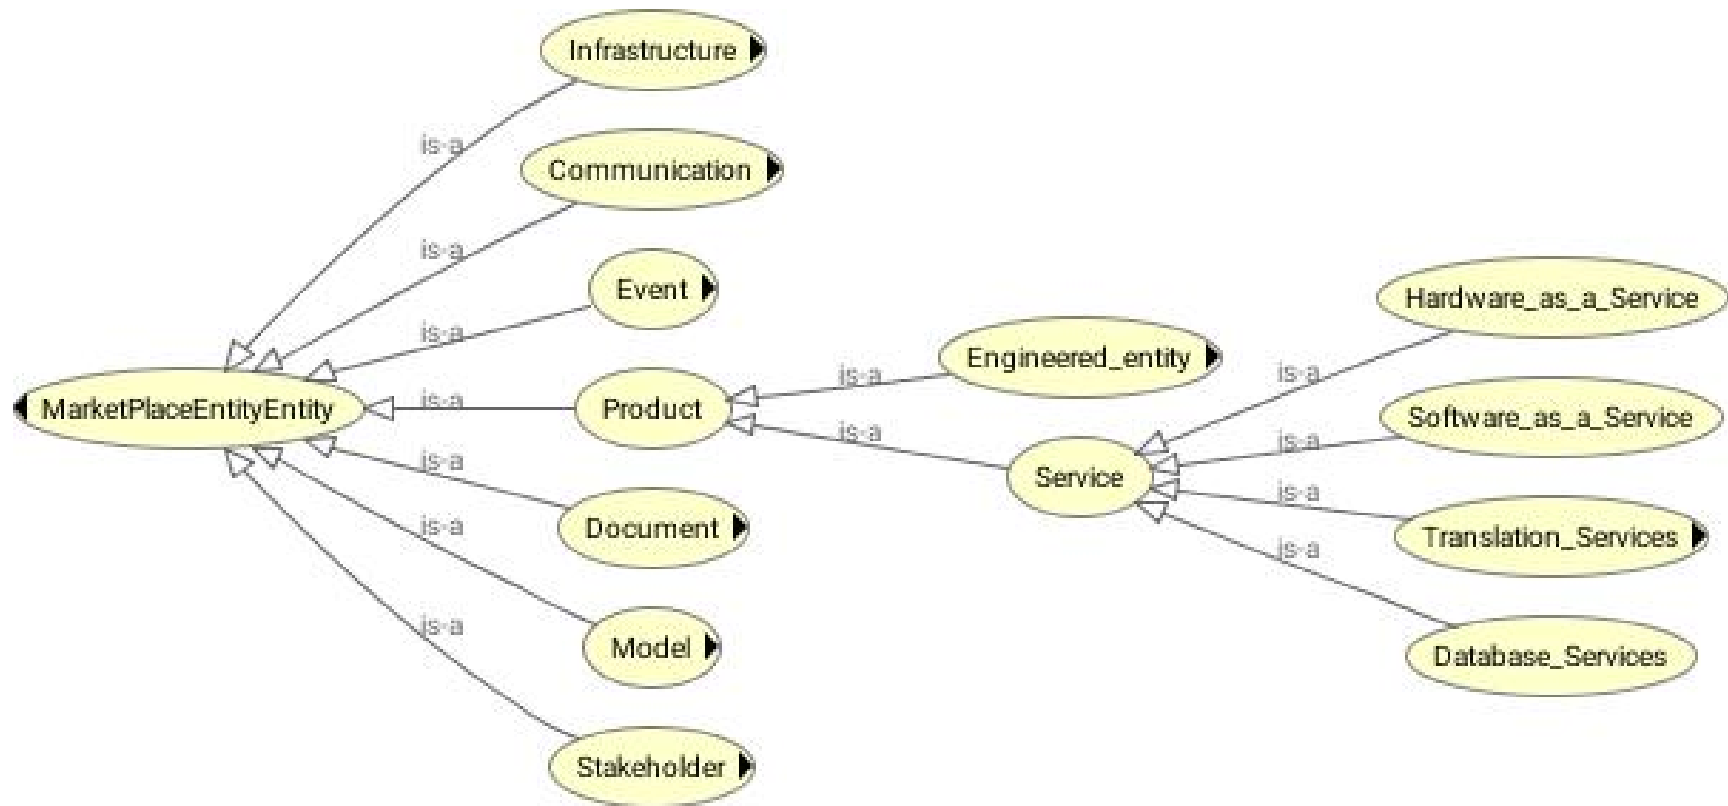 Infrastructure
is-a
Communication
is-a
Event
is-a
Hardware_as_a_Service
Engineered_entity
is-a
is-a
MarketPlaceEntityEntity
is-a
Product
Software_as_a_Service
is-a
is-a
is-a
Service
is-a
Document
is-a
Translation_Services
is-a
Model
Database_Services
is-a
Stakeholder